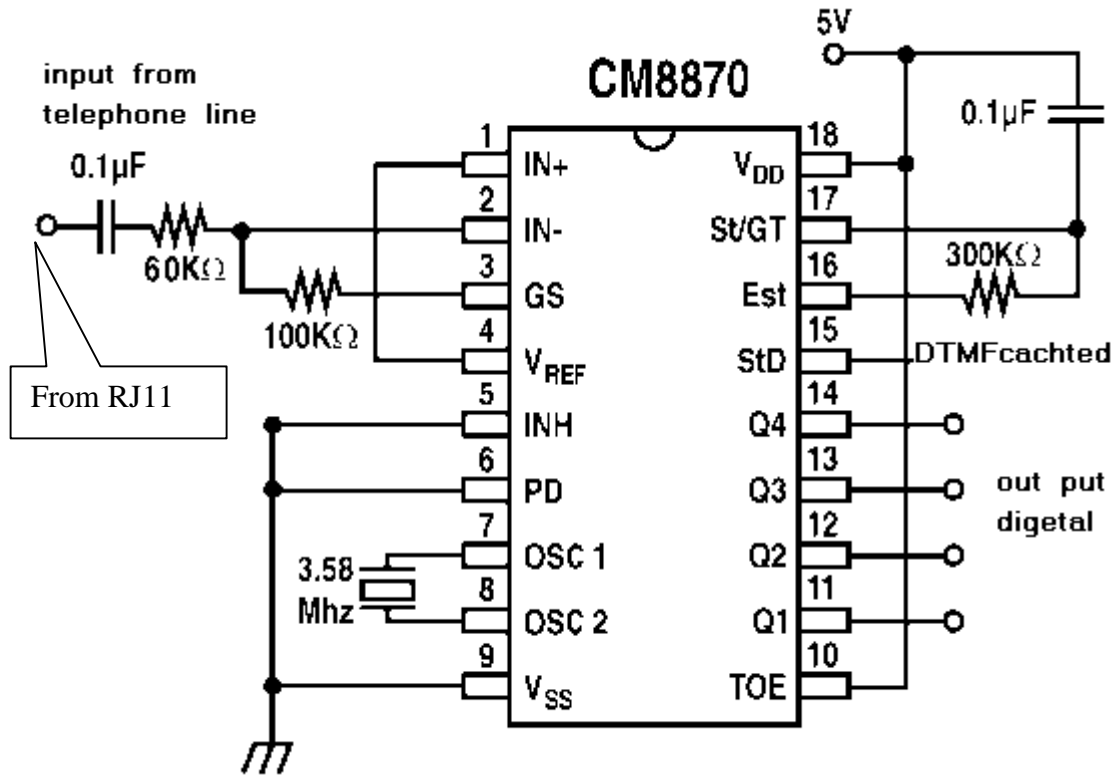 5V
CM8870
input from
telephone line
0.1µF
0.1µF
60KΩ
100KΩ
From RJ11
1
IN+
2
IN-
3
GS
4
VREF
5
INH
6
PD
7
OSC 1
8
OSC 2
9
VSS
3.58
Mhz
18
VDD
17
St/GT
16
Est
15
StD
14
Q4
13
Q3
12
Q2
11
Q1
10
TOE
300KΩ
DTMFcachted
out put
digetal